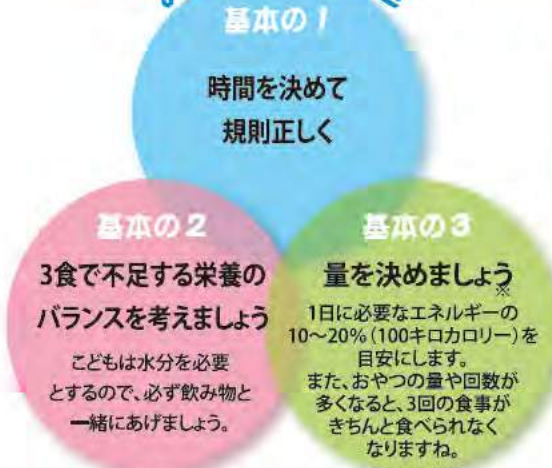 基本の1
時間を決めて
規則正しく
基本の2
3食で不足する栄養の
バランスを考えましょう
こどもは水分を必要
とするので、必ず飲み物と
一緒にあげましょう。
基本の3
量を決めましょう※
1日に必要なエネルギーの
10〜20%(100キロカロリー)を
目安にします。
また、おやつの量や回数が
多くなると、3回の食事が
きちんと食べられなく
なりますね。